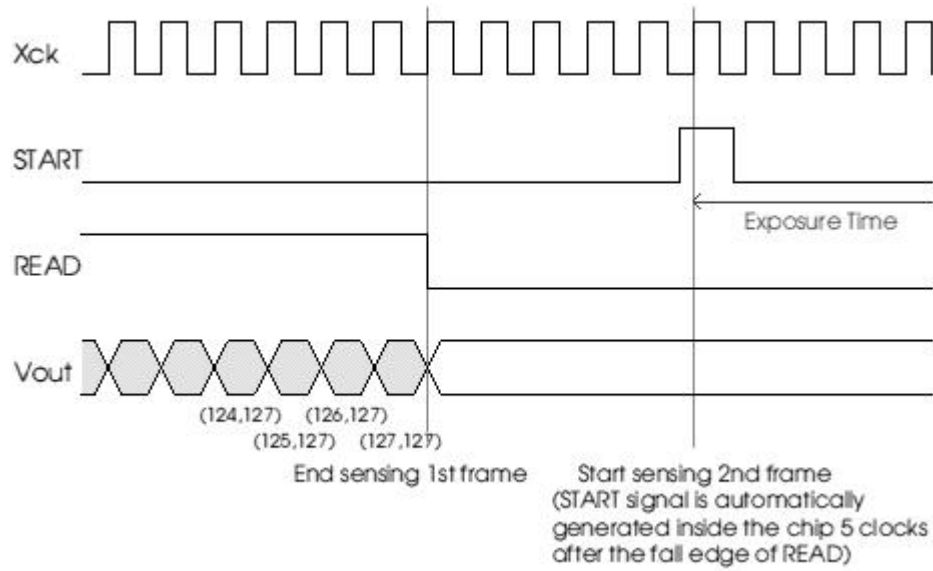 Xck
START
Exposure Time
READ
Vout
(124,127)
(126,127)
(125,127)
(127,127)
End sensing 1st frame
Start sensing 2nd frame
(START signal is automatically
generated inside the chip 5 clocks
after the fall edge of READ)